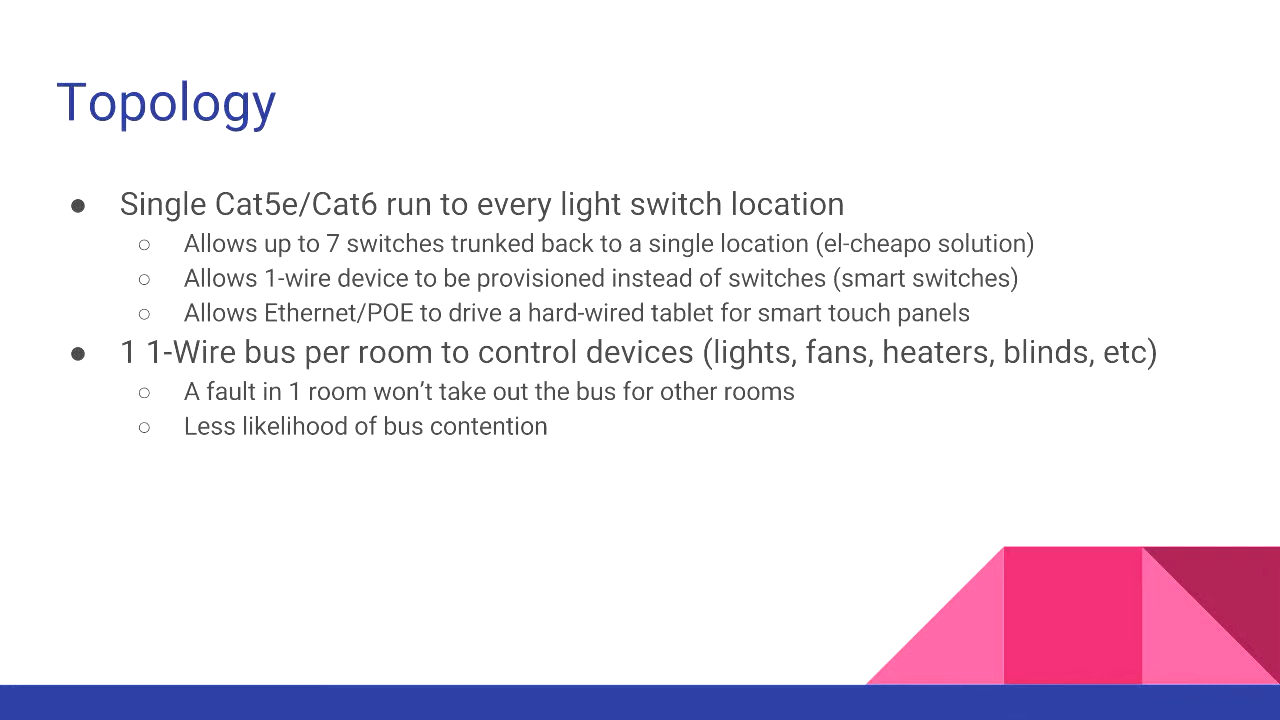 Topology
● Single Cat5e/Cat6 run to every light switch location
○ Allows up to 7 switches trunked back to a single location (el-cheapo solution)
○ Allows 1-wire device to be provisioned instead of switches (smart switches)
○ Allows Ethernet/POE to drive a hard-wired tablet for smart touch panels
● 1 1-Wire bus per room to control devices (lights, fans, heaters, blinds, etc)
○ A fault in 1 room won’t take out the bus for other rooms
○ Less likelihood of bus contention